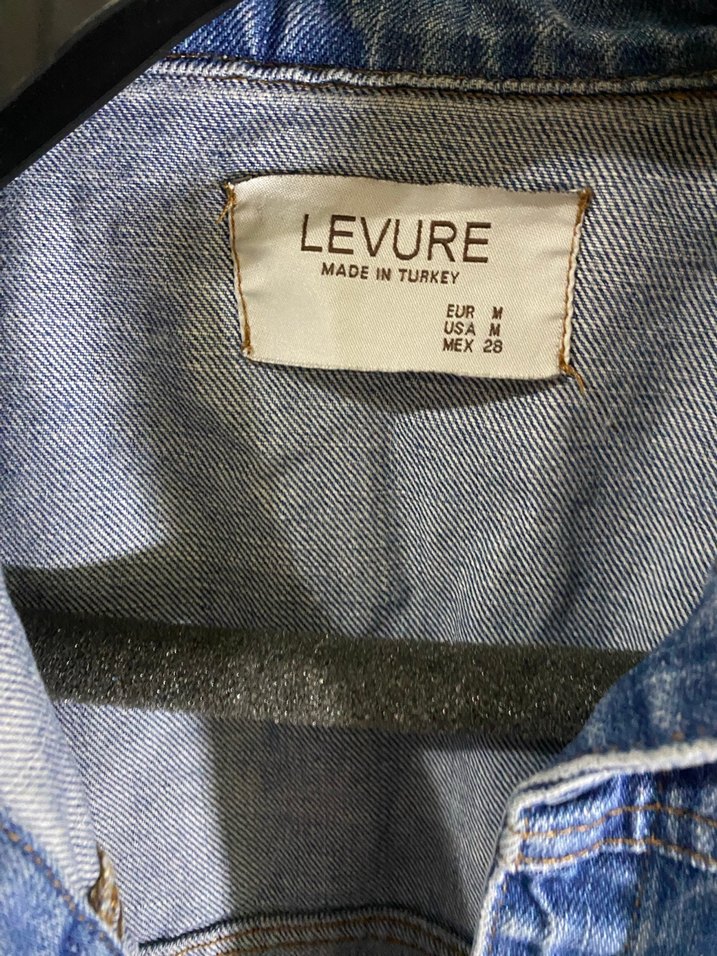 LEVURE
MADE IN TURKEY
EUR M
USA M
MEX 28